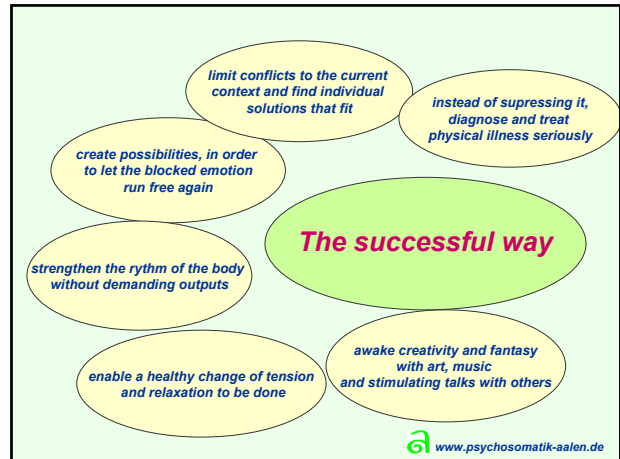 limit conflicts to the current
context and find individual
solutions that fit
instead of supressing it,
diagnose and treat
physical illness seriously
create possibilities, in order
to let the blocked emotion
run free again
The successful way
strengthen the rythm of the body
without demanding outputs
awake creativity and fantasy
with art, music
and stimulating talks with others
enable a healthy change of tension
and relaxation to be done
www.psychosomatik-aalen.de